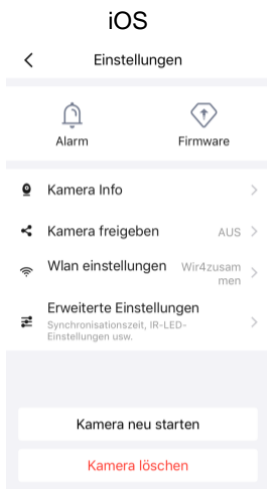 iOS
Einstellungen
Alarm Firmware
Kamera Info
Kamera freigeben AUS
Wlan einstellungen Wir4zusam
men
Erweiterte Einstellungen
Synchronisationszeit, IR-LED-
Einstellungen usw.
Kamera neu starten
Kamera löschen